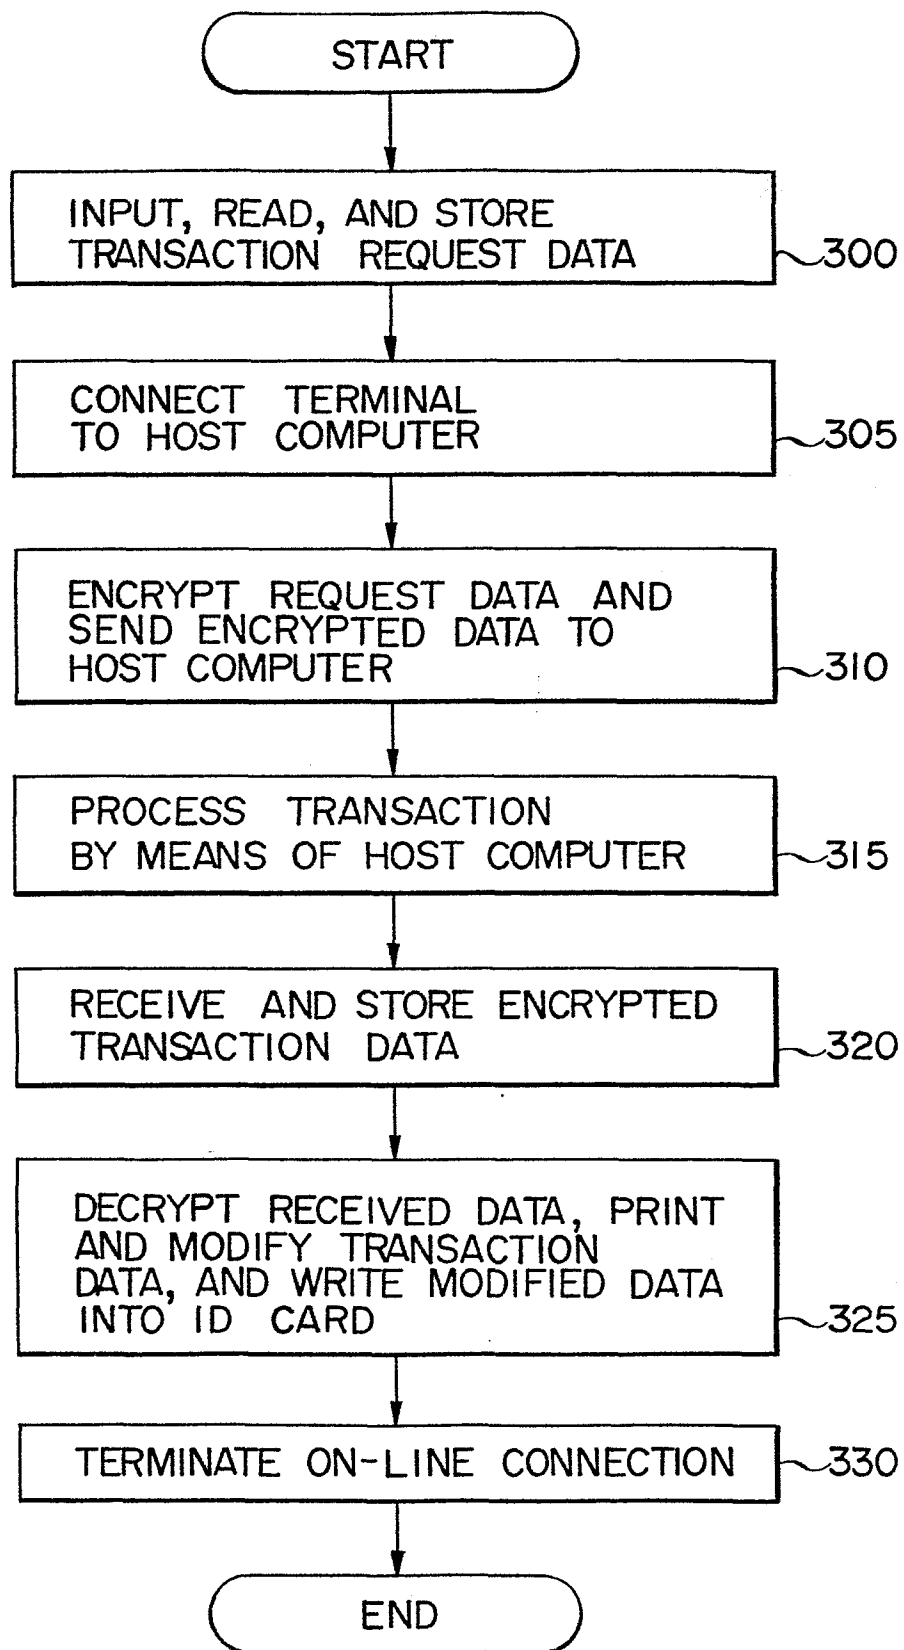 START
INPUT, READ, AND STORE
TRANSACTION REQUEST DATA
300
CONNECT TERMINAL
TO HOST COMPUTER
305
ENCRYPT REQUEST DATA AND
SEND ENCRYPTED DATA TO
HOST COMPUTER
310
PROCESS TRANSACTION
BY MEANS OF HOST COMPUTER
315
RECEIVE AND STORE ENCRYPTED
TRANSACTION DATA
320
DECRYPT RECEIVED DATA, PRINT
AND MODIFY TRANSACTION
DATA, AND WRITE MODIFIED DATA
INTO ID CARD
325
TERMINATE ON-LINE CONNECTION
330
END